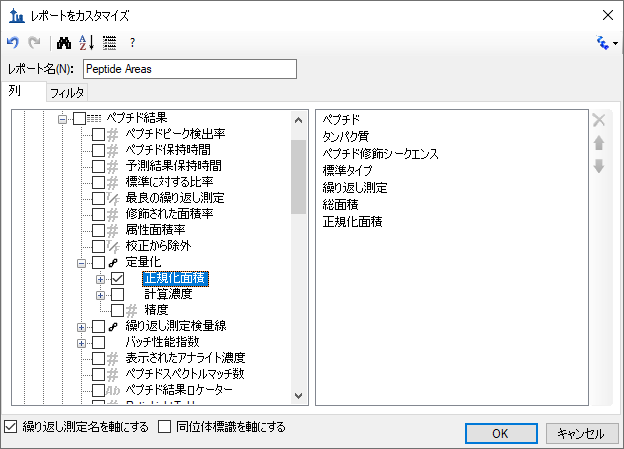 レポートをカスタマイズ
レポート名(N):
Peptide Areas
列
フィルタ
ペプチド結果
ペプチドピーク検出率
ペプチド保持時間
予測結果保持時間
標準に対する比率
最良の繰り返し測定
修飾された面積率
属性面積率
校正から除外
定量化
正規化面積
計算濃度
精度
繰り返し測定検量線
バッチ性能指数
表示されたアナライト濃度
ペプチドスペクトルマッチ数
Ab ペプチド結果ロケーター
ペプチド
タンパク質
ペプチド修飾シークエンス
標準タイプ
繰り返し測定
総面積
正規化面積
繰り返し測定名を軸にする
同位体標識を軸にする
OK
キャンセル